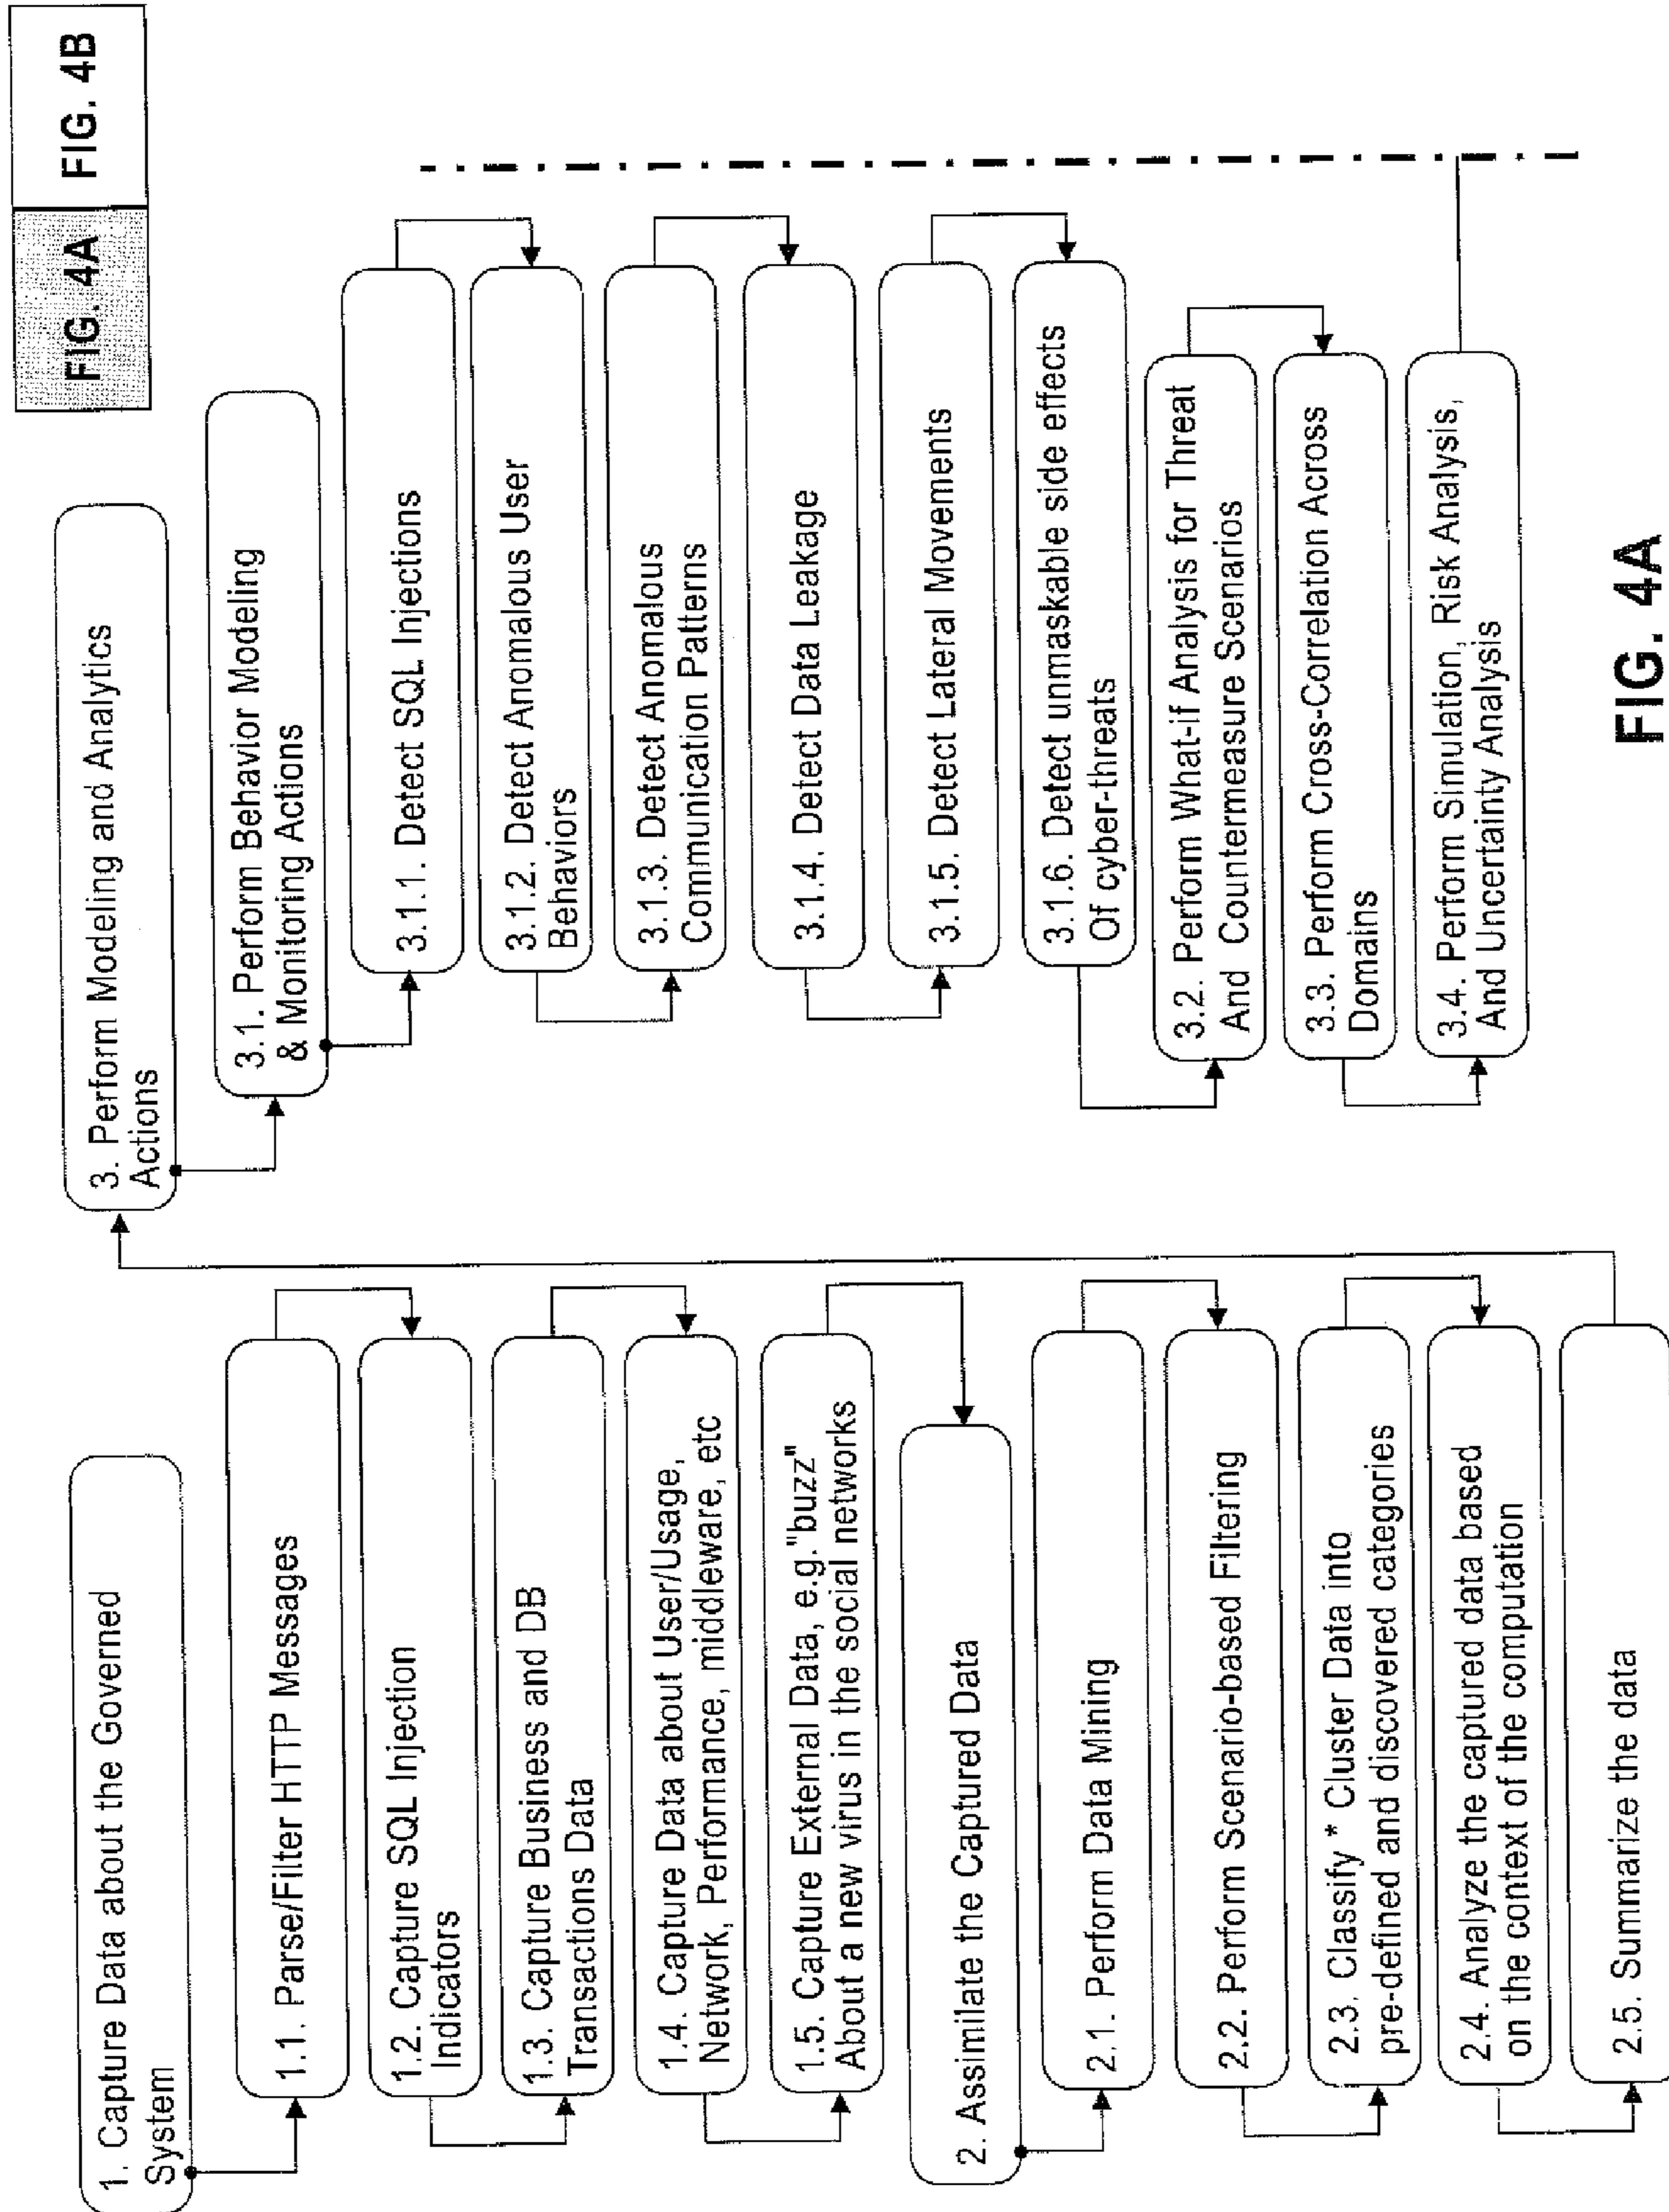 FIG. 4A
FIG. 4B
1. Capture Data about the Governed
System
1.1. Parse/Filter HTTP Messages
1.2. Capture SQL Injection
Indicators
1.3. Capture Business and DB
Transactions Data
1.4. Capture Data about User/Usage,
Network, Performance, middleware, etc
1.5. Capture External Data, e.g."buzz"
About a new virus in the social networks
2. Assimilate the Captured Data
2.1. Perform Data Mining
2.2. Perform Scenario-based Filtering
2.3. Classify * Cluster Data into
pre-defined and discovered categories
2.4. Analyze the captured data based
on the context of the computation
2.5. Summarize the data
3. Perform Modeling and Analytics
Actions
3.1. Perform Behavior Modeling
& Monitoring Actions
3.1.1. Detect SQL Injections
3.1.2. Detect Anomalous User
Behaviors
3.1.3. Detect Anomalous
Communication Patterns
3.1.4. Detect Data Leakage
3.1.5. Detect Lateral Movements
3.1.6. Detect unmaskable side effects
Of cyber-threats
3.2. Perform What-if Analysis for Threat
And Countermeasure Scenarios
3.3. Perform Cross-Correlation Across
Domains
3.4. Perform Simulation, Risk Analysis,
And Uncertainty Analysis
FIG. 4A